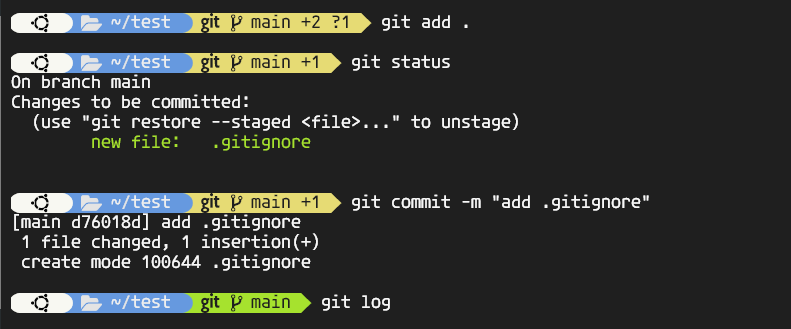 ~/test git main +2 ?1 git add .
~/test git main +1 git status
On branch main
Changes to be committed:
(use "git restore --staged <file>..." to unstage)
new file: .gitignore
~/test git main +1 git commit -m "add .gitignore"
[main d76018d] add .gitignore
1 file changed, 1 insertion(+)
create mode 100644 .gitignore
~/test git main git log